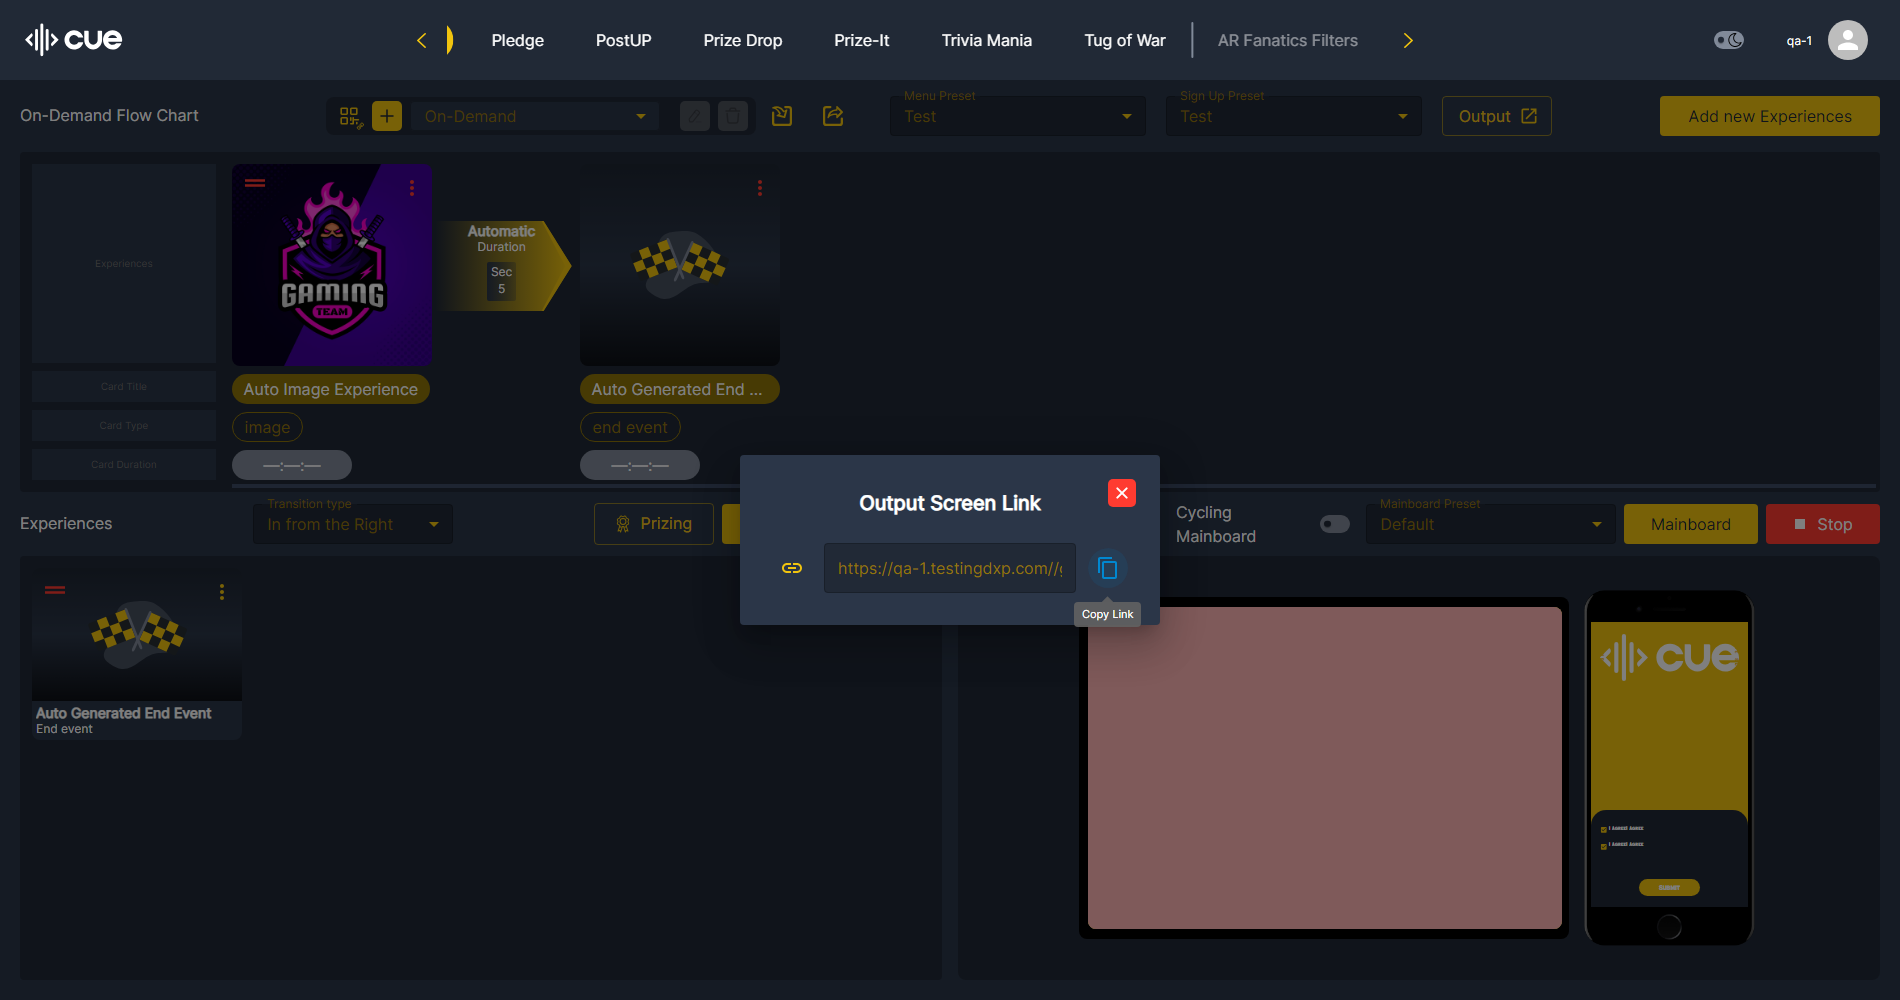 cue
Pledge
PostUP
Prize Drop
Prize-It
Trivia Mania
Tug of War
AR Fanatics Filters
qa-1
On-Demand Flow Chart
On-Demand
Menu Preset
Test
Sign Up Preset
Test
Output
Add new Experiences
Experiences
Card Title
Card Type
Card Duration
GAMING
TEAM
Automatic
Duration
Sec
5
Auto Image Experience
image
—:—:—
Auto Generated End ...
end event
—:—:—
Output Screen Link
https://qa-1.testingdxp.com//g
Copy Link
Experiences
Transition type
In from the Right
Prizing
Cycling
Mainboard
Mainboard Preset
Default
Mainboard
Stop
Auto Generated End Event
End event
cue
SUBMIT